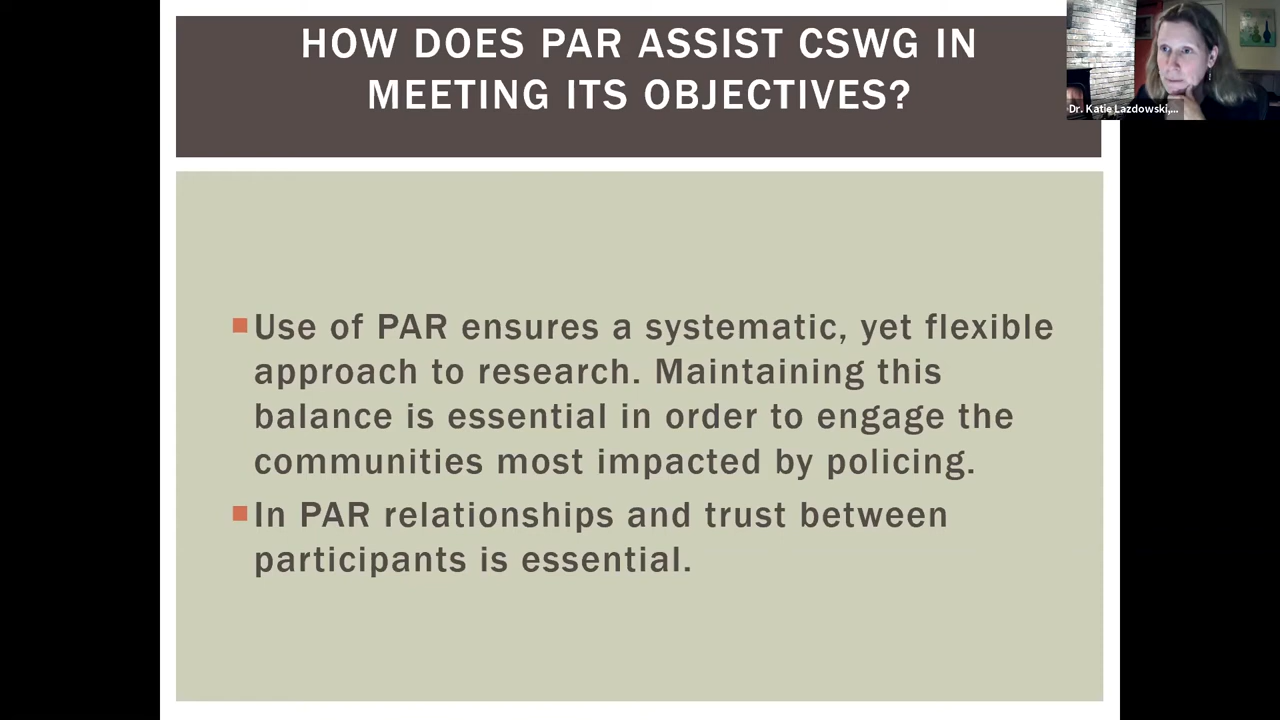 HOW DOES PAR ASSIST CSWG IN
MEETING ITS OBJECTIVES?
Dr. Katie Lazdowski,...
Use of PAR ensures a systematic, yet flexible
approach to research. Maintaining this
balance is essential in order to engage the
communities most impacted by policing.
In PAR relationships and trust between
participants is essential.